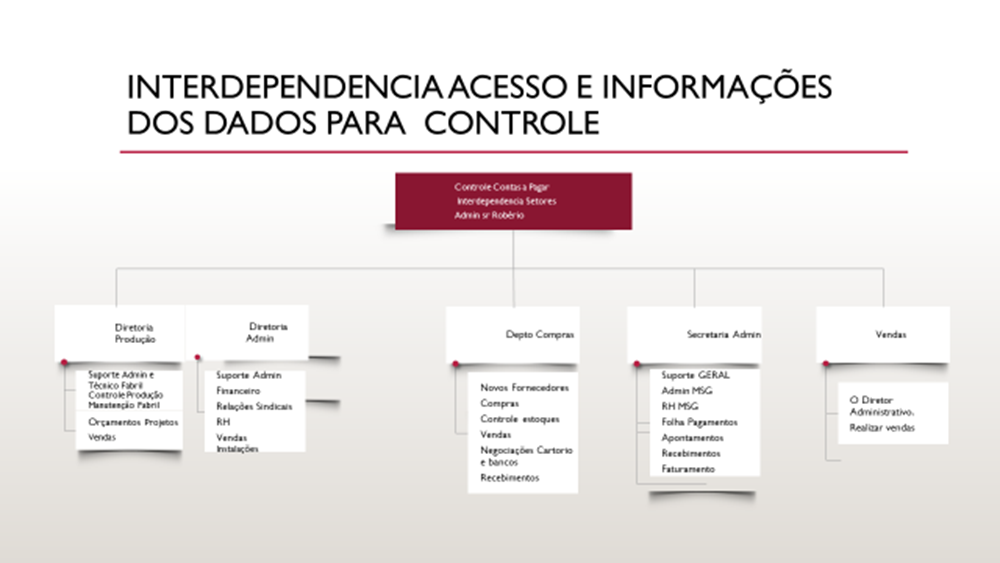 INTERDEPENDENCIA ACESSO E INFORMAÇÕES
DOS DADOS PARA CONTROLE
Controle Contas a Pagar
Interdependencia Setores
Admin sr Robério
Diretoria
Produção
Suporte Admin e
Técnico Fabril
Controle Produção
Manutenção Fabril
Orçamentos Projetos
Vendas
Diretoria
Admin
Suporte Admin
Financeiro
Relações Sindicais
RH
Vendas
Instalações
Depto Compras
Novos Fornecedores
Compras
Controle estoques
Vendas
Negociações Cartorio
e bancos
Recebimentos
Secretaria Admin
Suporte GERAL
Admin MSG
RH MSG
Folha Pagamentos
Apontamentos
Recebimentos
Faturamento
Vendas
O Diretor
Administrativo.
Realizar vendas